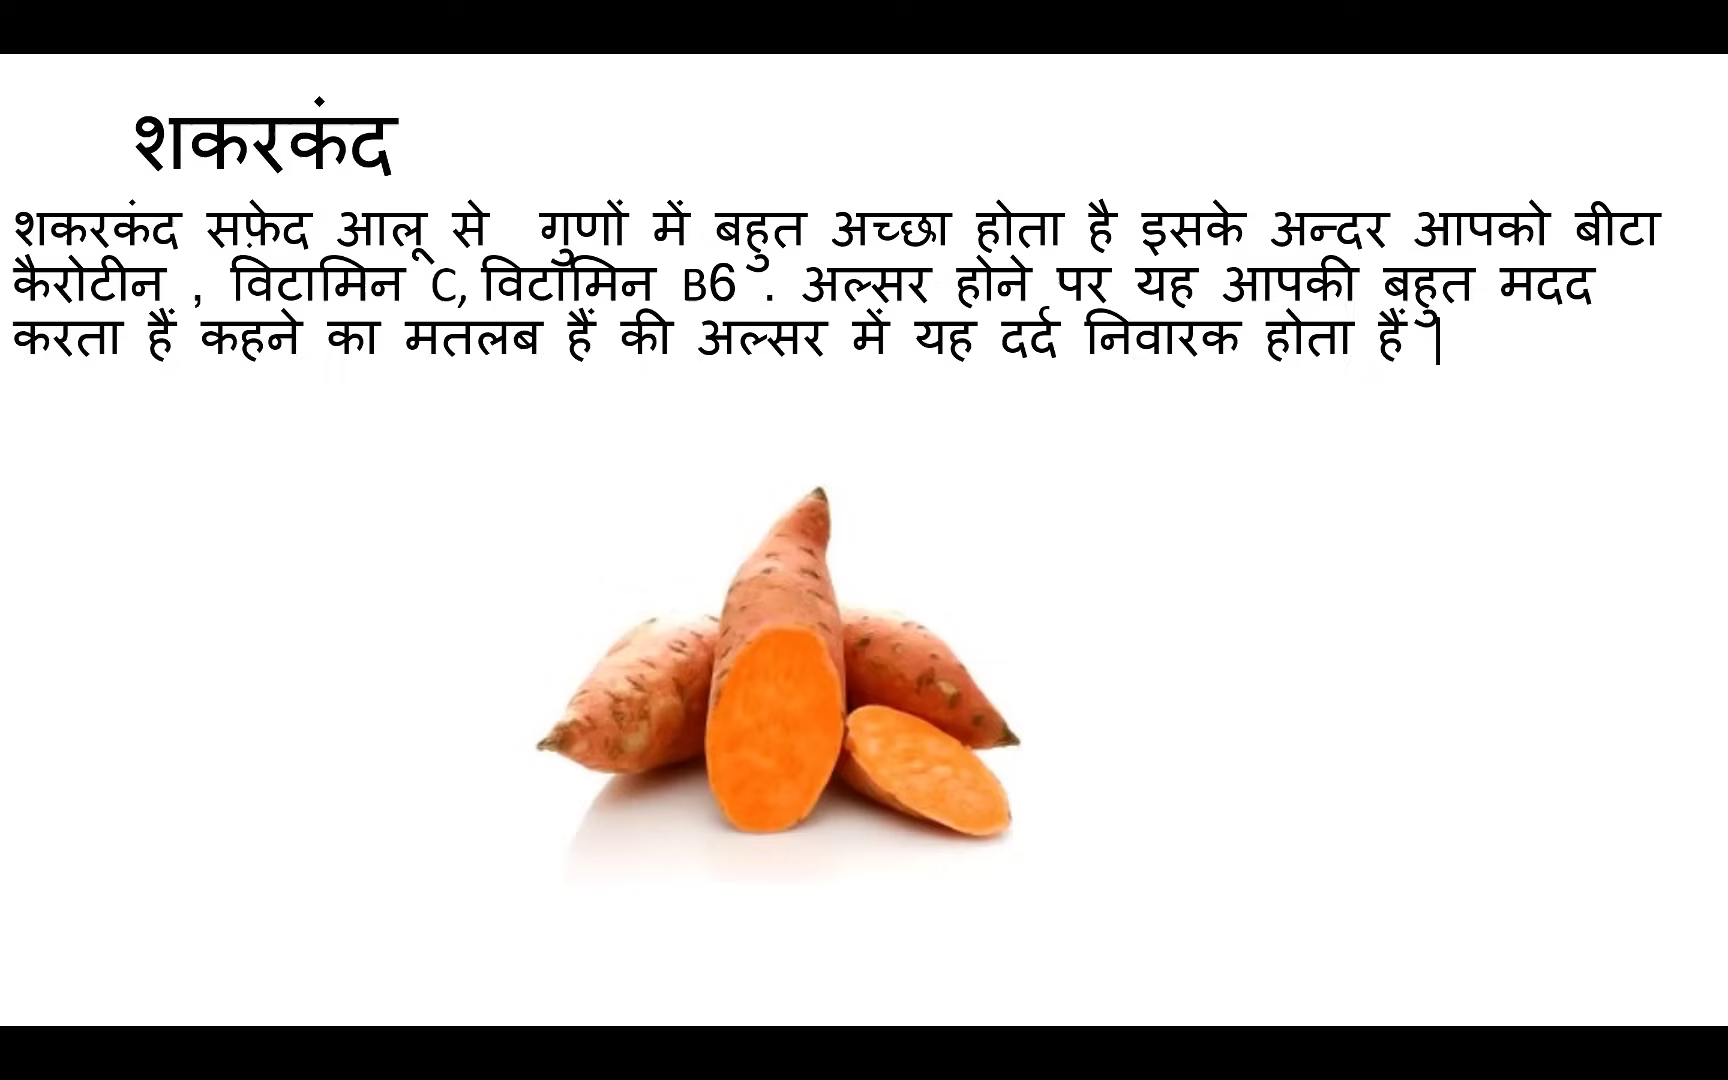 शकरकंद
शकरकंद सफ़ेद आलू से गुणों में बहुत अच्छा होता है इसके अन्दर आपको बीटा
कैरोटीन , विटामिन C, विटामिन B6 . अल्सर होने पर यह आपकी बहुत मदद
करता हैं कहने का मतलब हैं की अल्सर में यह दर्द निवारक होता हैं |